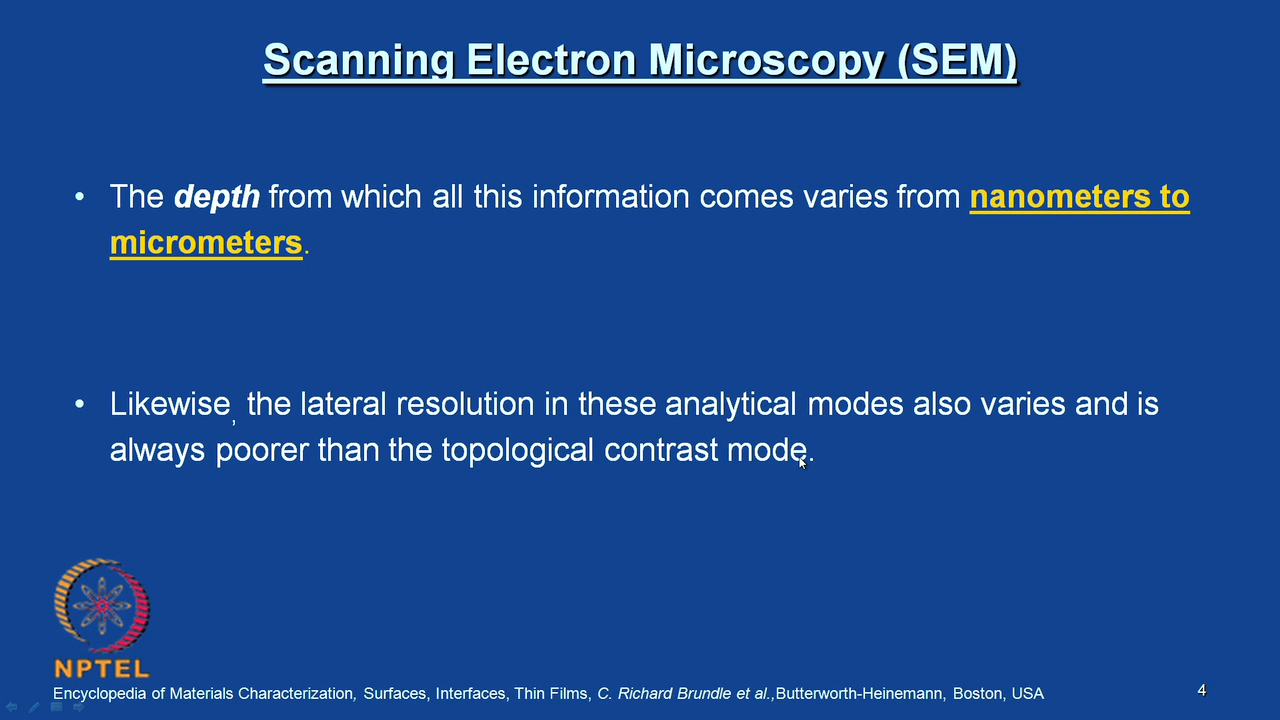 Scanning Electron Microscopy (SEM)
• The depth from which all this information comes varies from nanometers to
micrometers.
• Likewise, the lateral resolution in these analytical modes also varies and is
always poorer than the topological contrast mode.
NPTEL
Encyclopedia of Materials Characterization, Surfaces, Interfaces, Thin Films, C. Richard Brundle et al.,Butterworth-Heinemann, Boston, USA
4